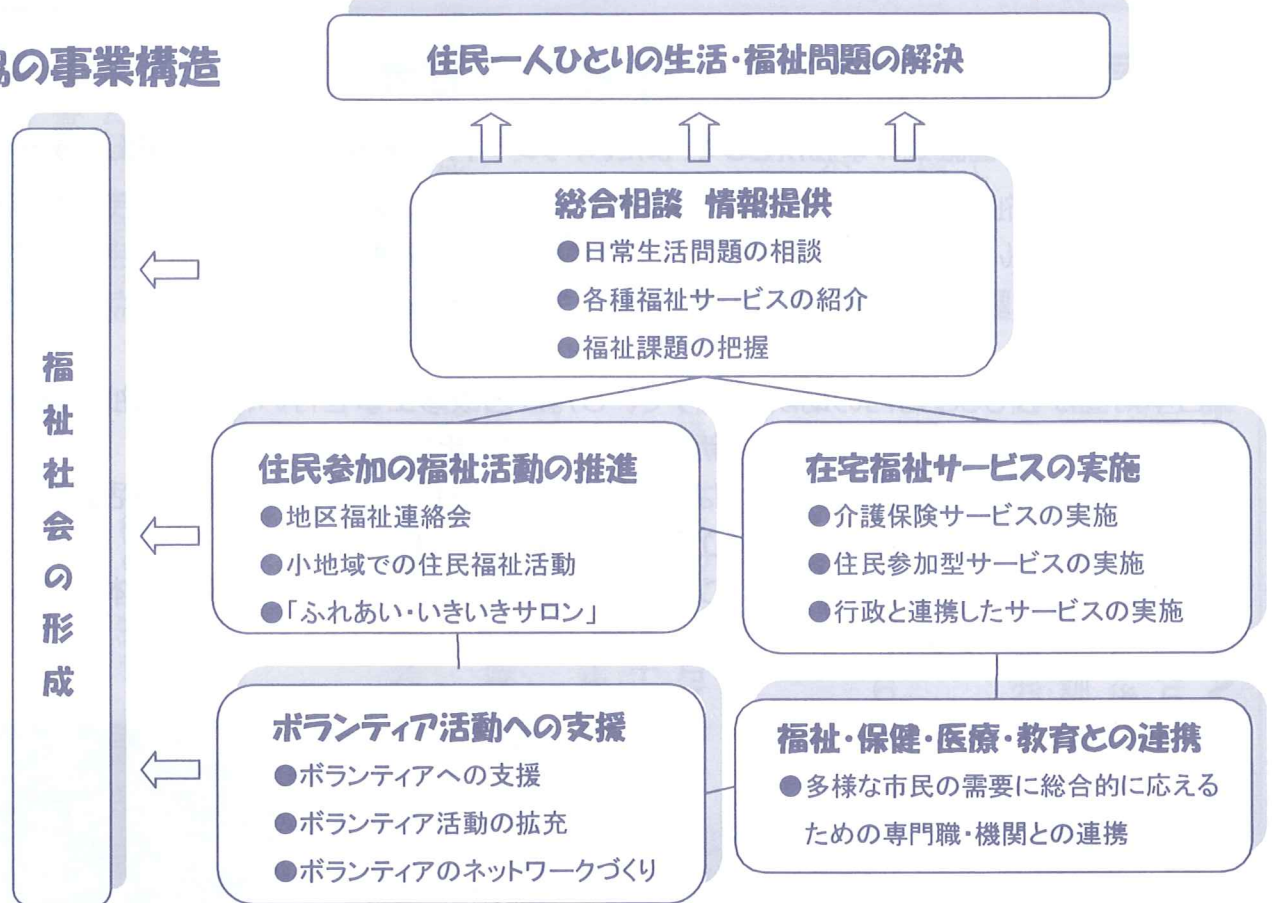 の事業構造
住民一人ひとりの生活・福祉問題の解決
総合相談 情報提供
●日常生活問題の相談
●各種福祉サービスの紹介
●福祉課題の把握
福祉社会の形成
住民参加の福祉活動の推進
●地区福祉連絡会
●小地域での住民福祉活動
●「ふれあい・いきいきサロン」
在宅福祉サービスの実施
●介護保険サービスの実施
●住民参加型サービスの実施
●行政と連携したサービスの実施
ボランティア活動への支援
●ボランティアへの支援
●ボランティア活動の拡充
●ボランティアのネットワークづくり
福祉・保健・医療・教育との連携
●多様な市民の需要に総合的に応える
ための専門職・機関との連携